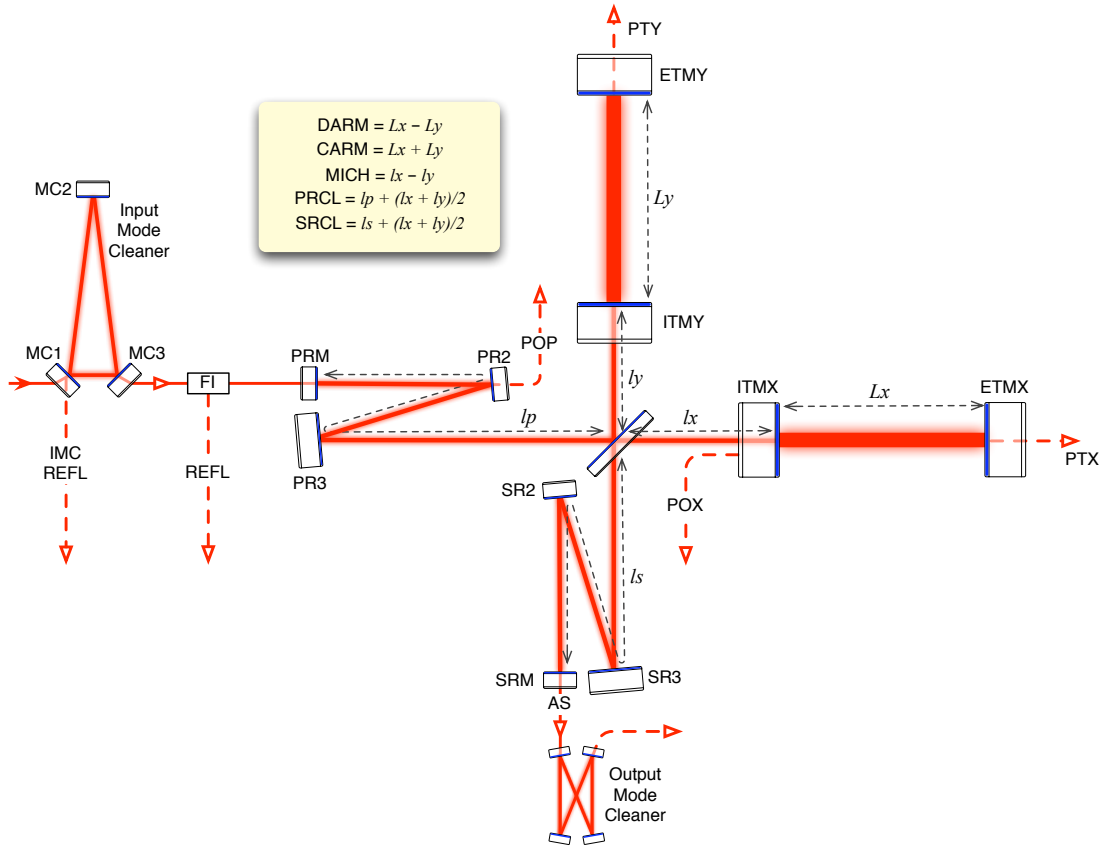 PTY
ETMY
DARM = Lx – Ly
CARM = Lx + Ly
MICH = lx – ly
PRCL = lp + (lx + ly)/2
SRCL = ls + (lx + ly)/2
MC2
Input
Mode
Cleaner
Ly
ITMY
MC1
MC3
FI
PRM
PR2
POP
ly
ITMX
Lx
ETMX
lp
lx
IMC
REFL
REFL
PR3
PTX
SR2
POX
ls
SRM
SR3
AS
Output
Mode
Cleaner